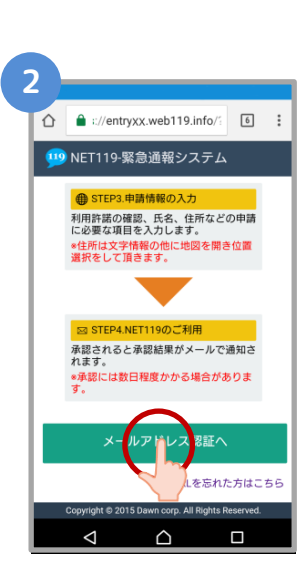 2
://entryxx.web119.info/
6
119 NET119-緊急通報システム
STEP3.申請情報の入力
利用許諾の確認、氏名、住所などの申請
に必要な項目を入力します。
*住所は文字情報の他に地図を開き位置
選択をして頂きます。
STEP4.NET119のご利用
承認されると承認結果がメールで通知さ
れます。
*承認には数日程度かかる場合がありま
す。
メールアドレス認証へ
を忘れた方はこちら
Copyright © 2015 Dawn corp. All Rights Reserved.